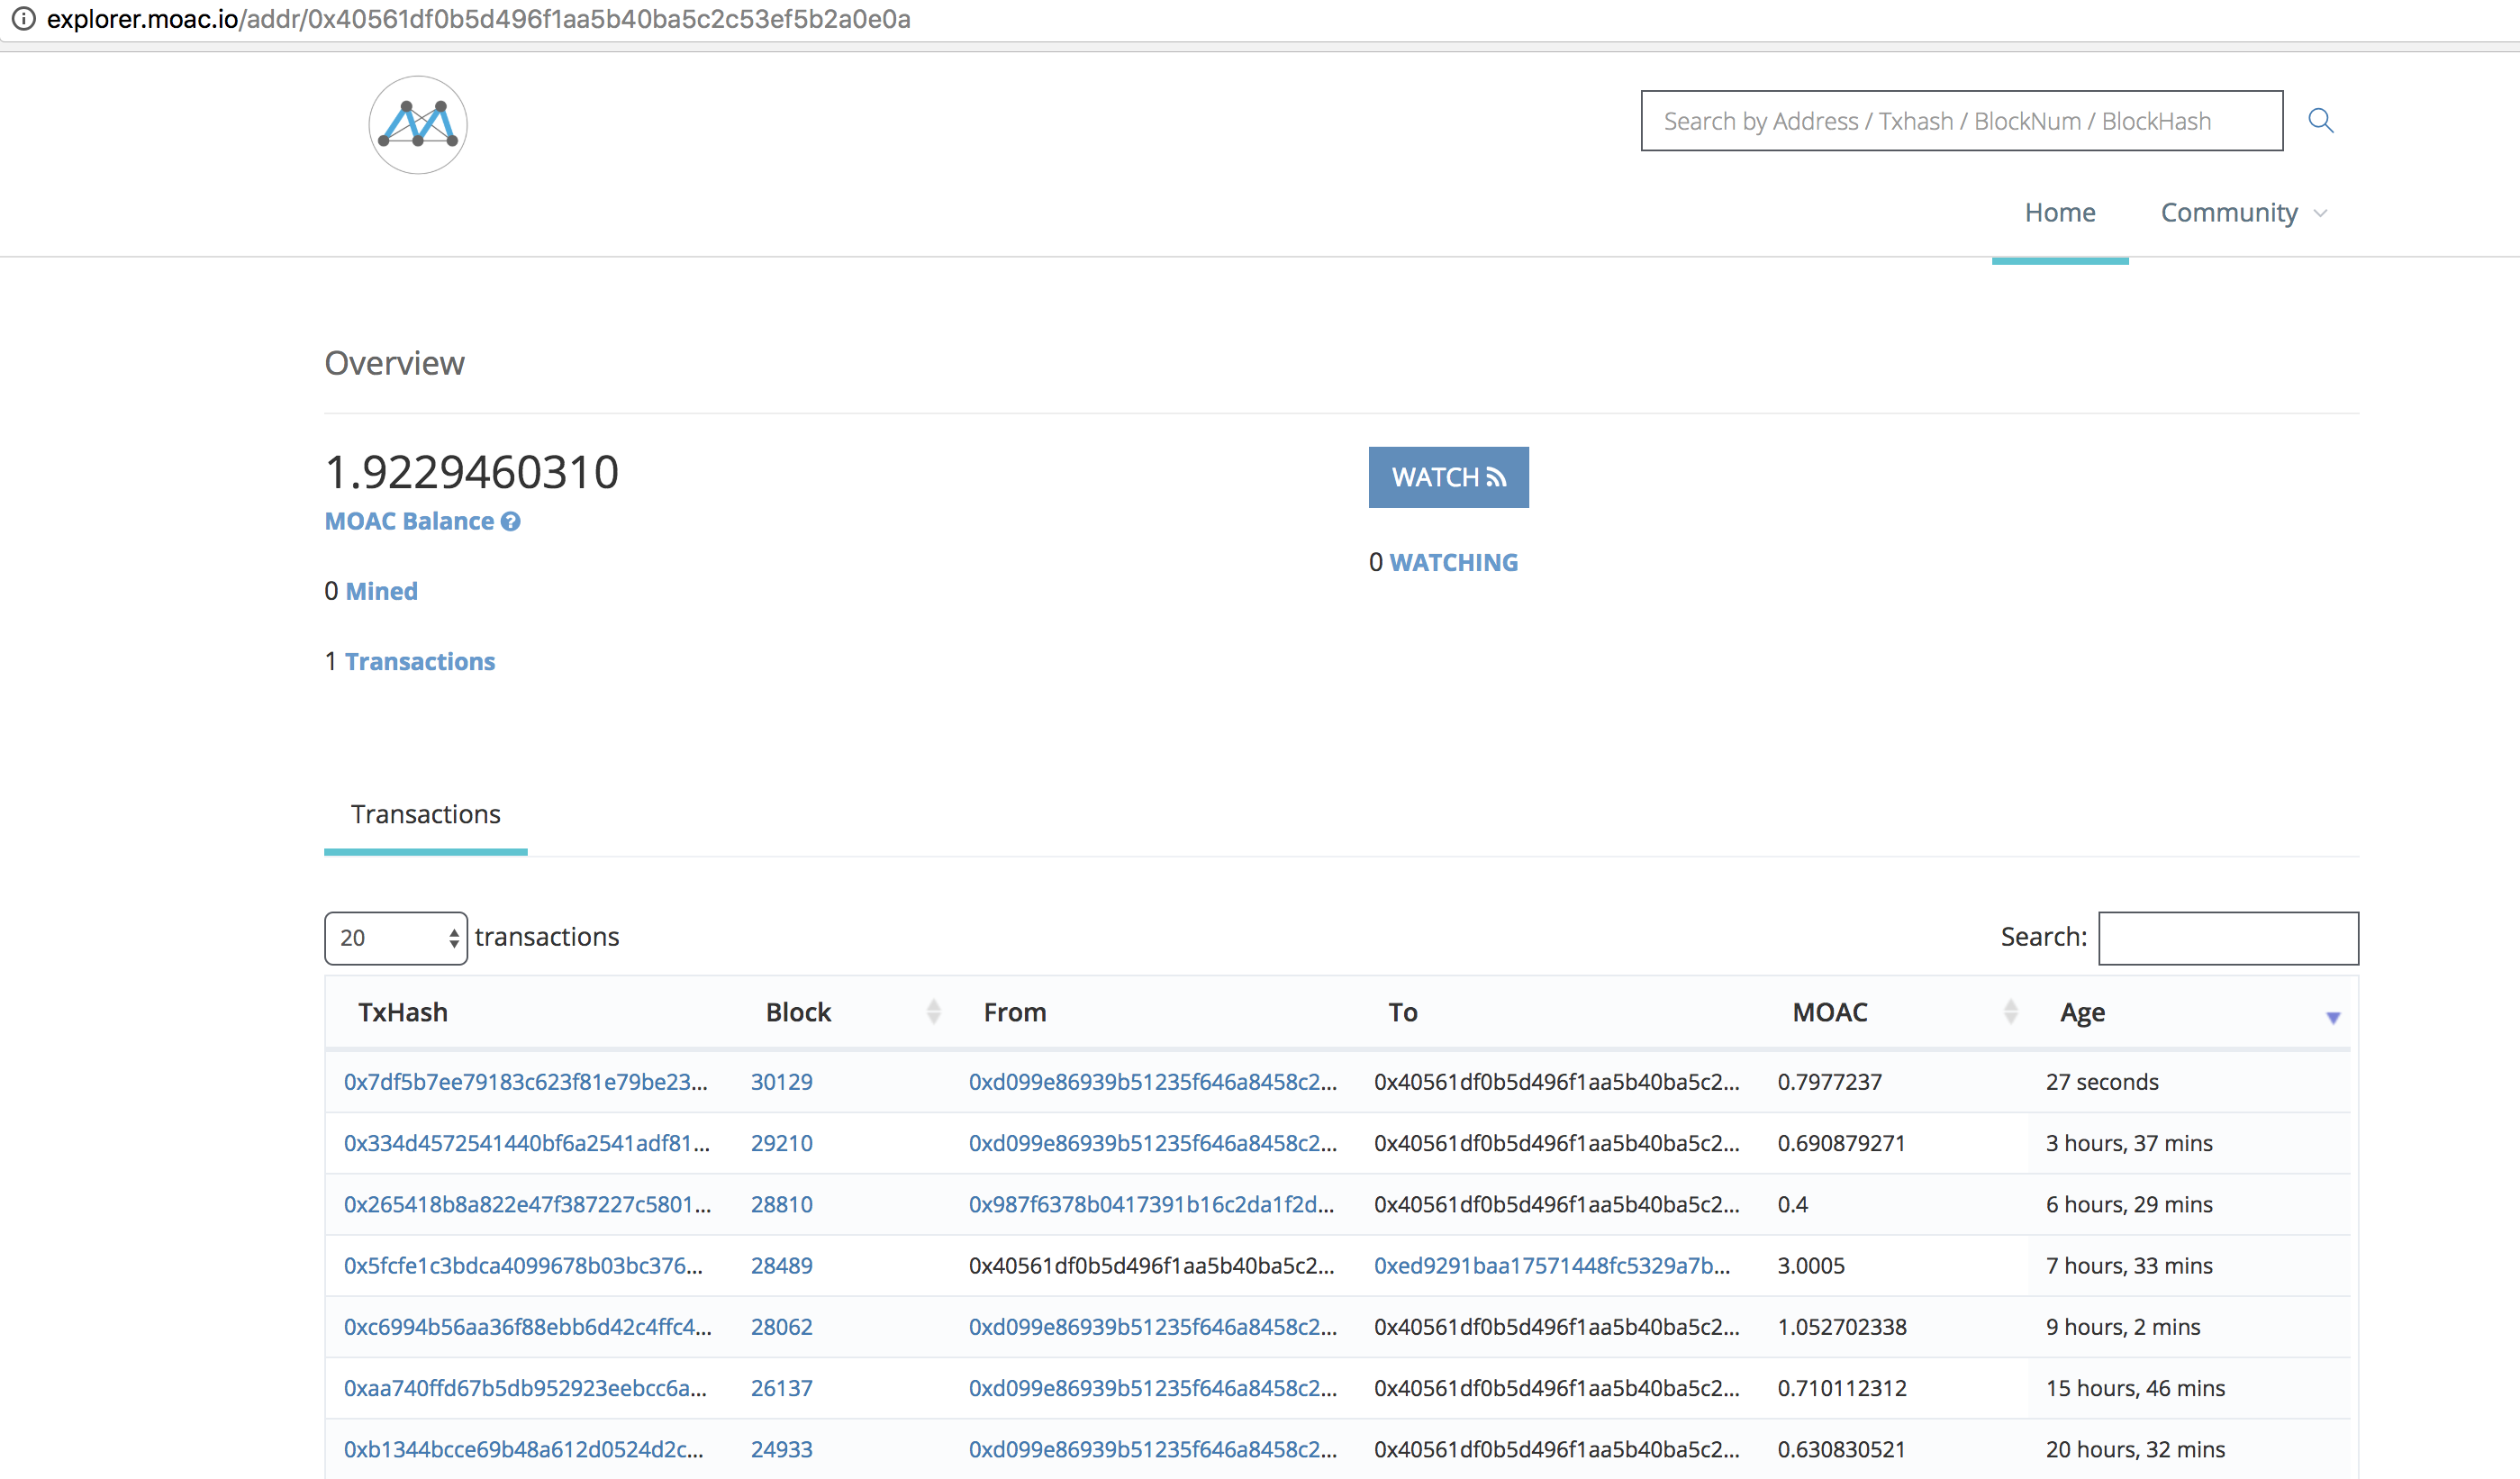 explorer.moac.io/addr/0x40561df0b5d496f1aa5b40ba5c2c53ef5b2a0e0a
Search by Address / Txhash / BlockNum / BlockHash
Home Community
Overview
1.9229460310
MOAC Balance
0 Mined
1 Transactions
WATCH
0 WATCHING
Transactions
20 transactions Search:
TxHash Block From To MOAC Age
0x7df5b7ee79183c623f81e79be23... 30129 0xd099e86939b51235f646a8458c2... 0x40561df0b5d496f1aa5b40ba5c2... 0.7977237 27 seconds
0x334d4572541440bf6a2541adf81... 29210 0xd099e86939b51235f646a8458c2... 0x40561df0b5d496f1aa5b40ba5c2... 0.690879271 3 hours, 37 mins
0x265418b8a822e47f387227c5801... 28810 0x987f6378b0417391b16c2da1f2d... 0x40561df0b5d496f1aa5b40ba5c2... 0.4 6 hours, 29 mins
0x5fcfe1c3bdca4099678b03bc376... 28489 0x40561df0b5d496f1aa5b40ba5c2... 0xed9291baa17571448fc5329a7b... 3.0005 7 hours, 33 mins
0xc6994b56aa36f88ebb6d42c4ffc4... 28062 0xd099e86939b51235f646a8458c2... 0x40561df0b5d496f1aa5b40ba5c2... 1.052702338 9 hours, 2 mins
0xaa740ffd67b5db952923eebcc6a... 26137 0xd099e86939b51235f646a8458c2... 0x40561df0b5d496f1aa5b40ba5c2... 0.710112312 15 hours, 46 mins
0xb1344bcce69b48a612d0524d2c... 24933 0xd099e86939b51235f646a8458c2... 0x40561df0b5d496f1aa5b40ba5c2... 0.630830521 20 hours, 32 mins